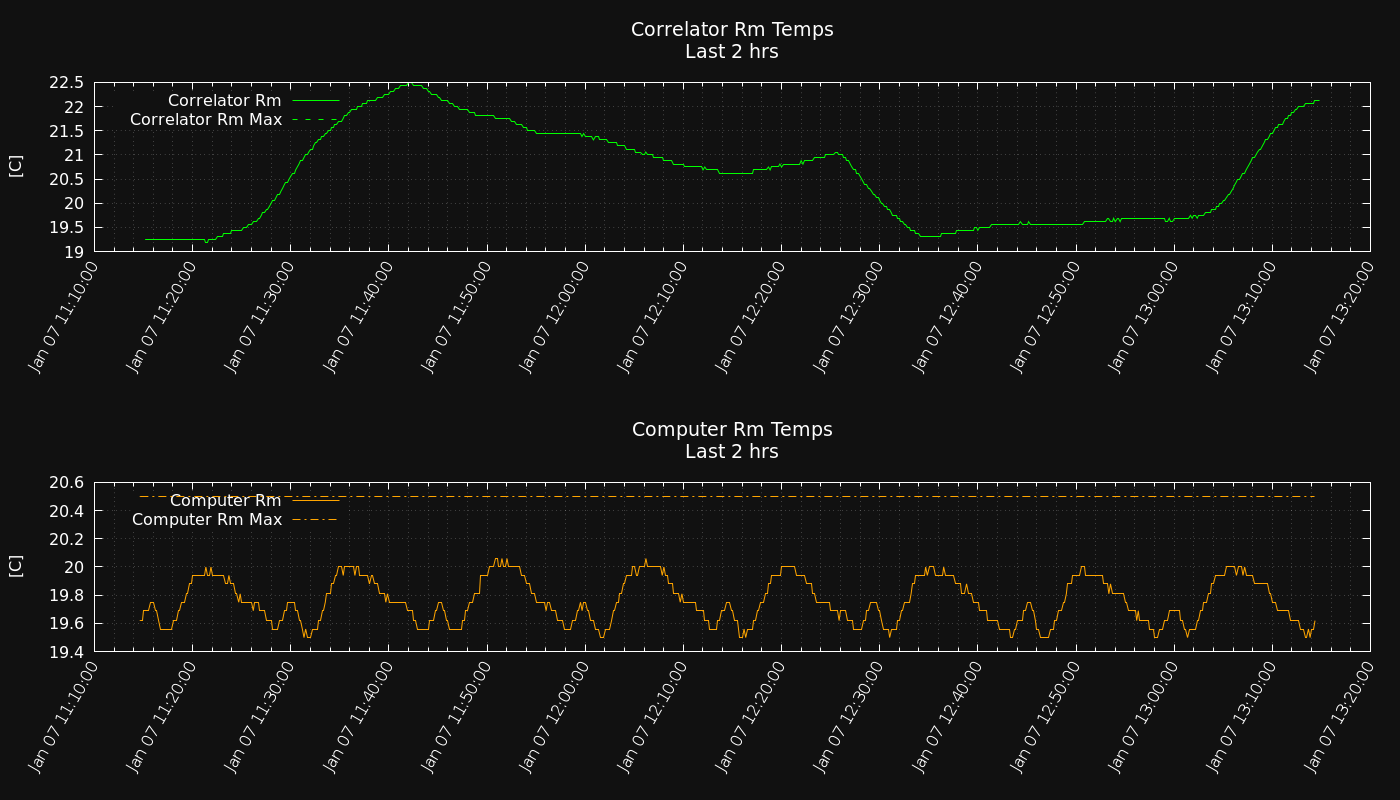 Correlator Rm Temps
Last 2 hrs
22.5
22
21.5
21
20.5
20
19.5
19
[C]
Correlator Rm
Correlator Rm Max
Jan 07 11:10:00
Jan 07 11:20:00
Jan 07 11:30:00
Jan 07 11:40:00
Jan 07 11:50:00
Jan 07 12:00:00
Jan 07 12:10:00
Jan 07 12:20:00
Jan 07 12:30:00
Jan 07 12:40:00
Jan 07 12:50:00
Jan 07 13:00:00
Jan 07 13:10:00
Jan 07 13:20:00
Computer Rm Temps
Last 2 hrs
20.6
20.4
20.2
20
19.8
19.6
19.4
[C]
Computer Rm
Computer Rm Max
Jan 07 11:10:00
Jan 07 11:20:00
Jan 07 11:30:00
Jan 07 11:40:00
Jan 07 11:50:00
Jan 07 12:00:00
Jan 07 12:10:00
Jan 07 12:20:00
Jan 07 12:30:00
Jan 07 12:40:00
Jan 07 12:50:00
Jan 07 13:00:00
Jan 07 13:10:00
Jan 07 13:20:00